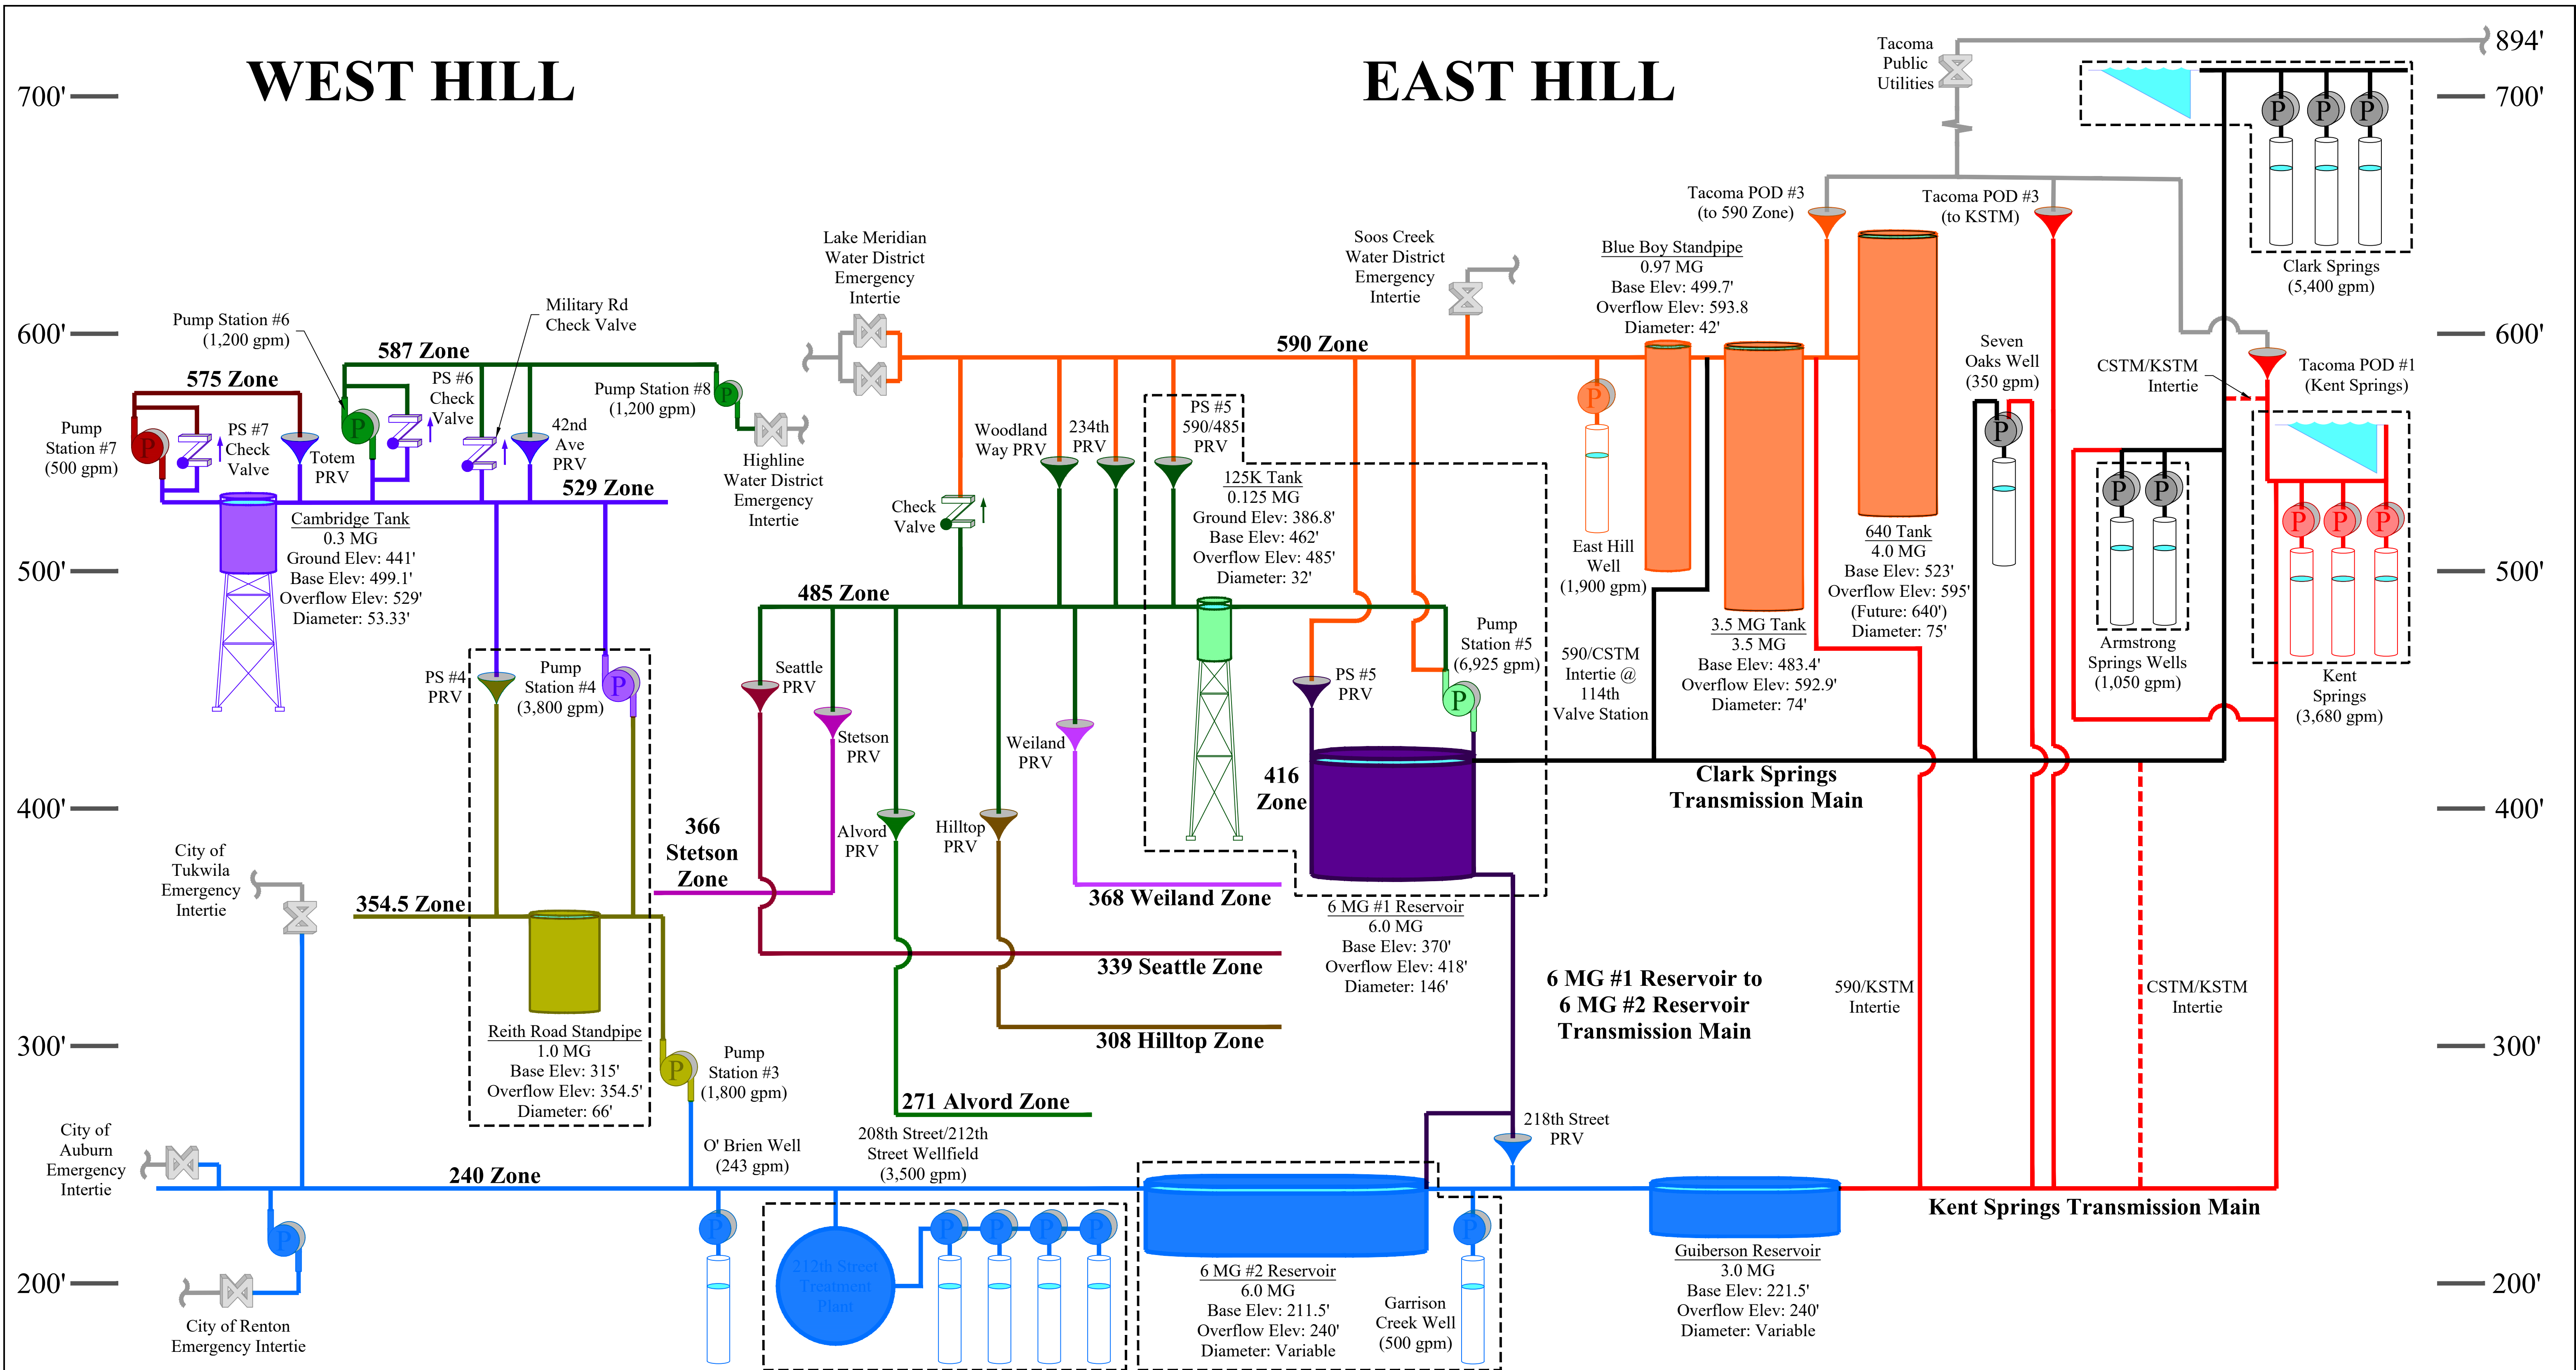 WEST HILL
EAST HILL
894'
700'
600'
500'
400'
300'
200'
700'
600'
500'
400'
300'
200'
Pump Station #6
(1,200 gpm)
Military Rd
Check Valve
587 Zone
575 Zone
PS #6
Check
Valve
Pump Station #8
(1,200 gpm)
Pump
Station #7
(500 gpm)
P
PS #7
Check
Valve
Totem
PRV
P
42nd
Ave
PRV
P
Highline
Water District
Emergency
Intertie
529 Zone
Cambridge Tank
0.3 MG
Ground Elev: 441'
Base Elev: 499.1'
Overflow Elev: 529'
Diameter: 53.33'
PS #4
PRV
Pump
Station #4
(3,800 gpm)
P
354.5 Zone
Reith Road Standpipe
1.0 MG
Base Elev: 315'
Overflow Elev: 354.5'
Diameter: 66'
Pump
Station #3
(1,800 gpm)
P
City of
Tukwila
Emergency
Intertie
City of
Auburn
Emergency
Intertie
240 Zone
P
City of Renton
Emergency Intertie
O' Brien Well
(243 gpm)
P
208th Street/212th
Street Wellfield
(3,500 gpm)
212th Street
Treatment
Plant
P
P
P
P
Lake Meridian
Water District
Emergency
Intertie
Soos Creek
Water District
Emergency
Intertie
590 Zone
Woodland
Way PRV
234th
PRV
PS #5
590/485
PRV
Check
Valve
125K Tank
0.125 MG
Ground Elev: 386.8'
Base Elev: 462'
Overflow Elev: 485'
Diameter: 32'
485 Zone
Seattle
PRV
Stetson
PRV
Alvord
PRV
Hilltop
PRV
Weiland
PRV
366
Stetson
Zone
368 Weiland Zone
339 Seattle Zone
308 Hilltop Zone
271 Alvord Zone
PS #5
PRV
Pump
Station #5
(6,925 gpm)
P
416
Zone
6 MG #1 Reservoir
6.0 MG
Base Elev: 370'
Overflow Elev: 418'
Diameter: 146'
6 MG #1 Reservoir to
6 MG #2 Reservoir
Transmission Main
218th Street
PRV
6 MG #2 Reservoir
6.0 MG
Base Elev: 211.5'
Overflow Elev: 240'
Diameter: Variable
Garrison
Creek Well
(500 gpm)
P
Guiberson Reservoir
3.0 MG
Base Elev: 221.5'
Overflow Elev: 240'
Diameter: Variable
Kent Springs Transmission Main
Blue Boy Standpipe
0.97 MG
Base Elev: 499.7'
Overflow Elev: 593.8
Diameter: 42'
P
East Hill
Well
(1,900 gpm)
590/CSTM
Intertie @
114th
Valve Station
3.5 MG Tank
3.5 MG
Base Elev: 483.4'
Overflow Elev: 592.9'
Diameter: 74'
640 Tank
4.0 MG
Base Elev: 523'
Overflow Elev: 595'
(Future: 640')
Diameter: 75'
Clark Springs
Transmission Main
590/KSTM
Intertie
CSTM/KSTM
Intertie
Tacoma
Public
Utilities
Tacoma POD #3
(to 590 Zone)
Tacoma POD #3
(to KSTM)
Seven
Oaks Well
(350 gpm)
P
P
P
P
Clark Springs
(5,400 gpm)
CSTM/KSTM
Intertie
Tacoma POD #1
(Kent Springs)
P
P
Armstrong
Springs Wells
(1,050 gpm)
P
P
P
Kent
Springs
(3,680 gpm)